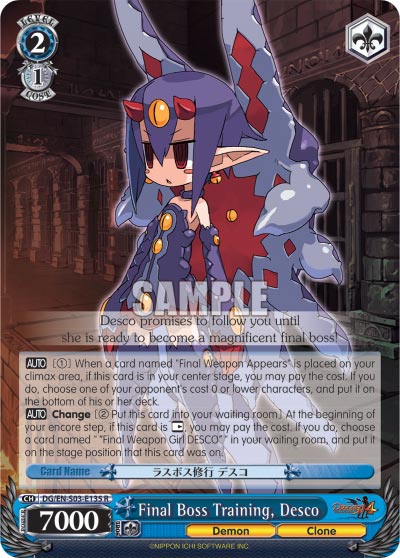 LEVEL
2
1
COST
SAMPLE
Desco promises to follow you until
she is ready to become a magnificent final boss!
AUTO [①] When a card named "Final Weapon Appears" is placed on
your climax area, if this card is in your center stage, you may pay the cost. If you
do, choose one of your opponent's cost 0 or lower characters, and put it on
the bottom of his or her deck.
AUTO Change [② Put this card into your waiting room] At the beginning of
your encore step, if this card is, you may pay the cost. If you do, choose
a card named " "Final Weapon Girl DESCO" " in your waiting room, and put it
on the stage position that this card was on.
Card Name ラスボス修行 デスコ
CH DG/EN-S03-E135 R
POWER 7000 SOUL Final Boss Training, Desco
Demon Clone
©NIPPON ICHI SOFTWARE INC.